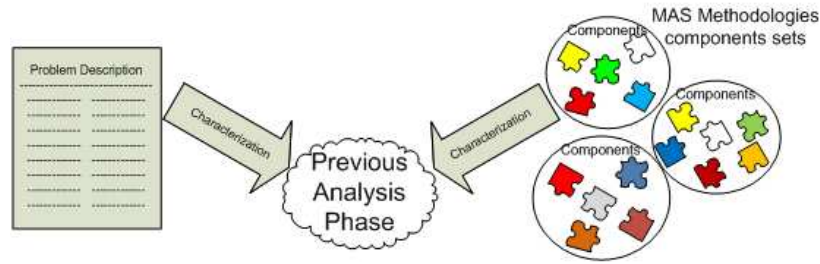 Problem Description
Characterization
Previous
Analysis
Phase
Characterization
MAS Methodologies
components sets
Components
Components
Components